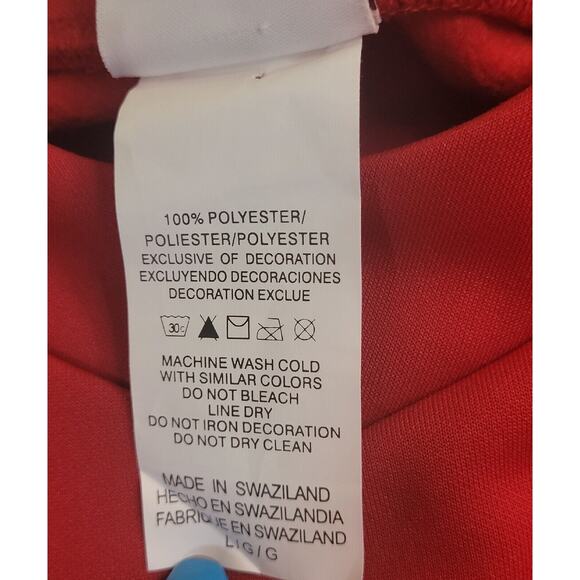 100% POLYESTER/
POLIESTER/POLYESTER
EXCLUSIVE OF DECORATION
EXCLUYENDO DECORACIONES
DECORATION EXCLUE
30c
MACHINE WASH COLD
WITH SIMILAR COLORS
DO NOT BLEACH
LINE DRY
DO NOT IRON DECORATION
DO NOT DRY CLEAN
MADE IN SWAZILAND
HECHO EN SWAZILANDIA
FABRIQUE EN SWAZILAND
L/G/G